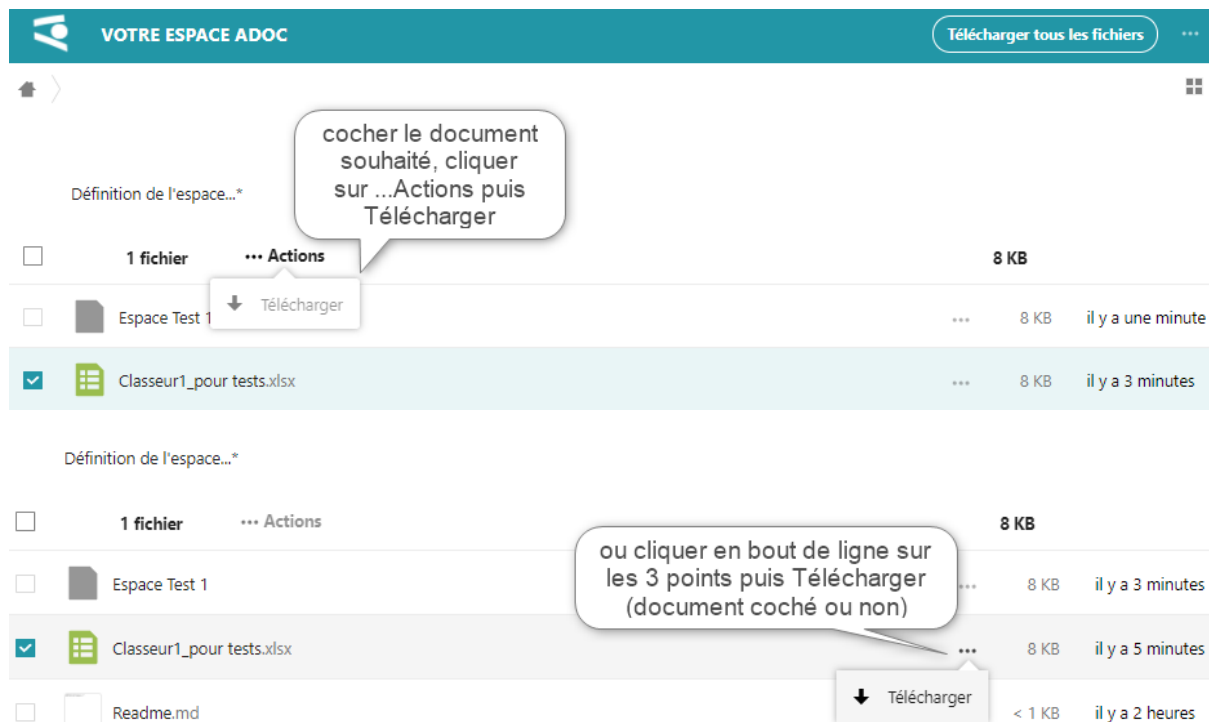 VOTRE ESPACE ADOC
Télécharger tous les fichiers
...
cocher le document
souhaité, cliquer
sur ...Actions puis
Télécharger
Définition de l'espace...*
1 fichier ... Actions 8 KB
Télécharger
Espace Test 1 ... 8 KB il y a une minute
Classeur1_pour tests.xlsx ... 8 KB il y a 3 minutes
Définition de l'espace...*
1 fichier ... Actions 8 KB
ou cliquer en bout de ligne sur
les 3 points puis Télécharger
(document coché ou non)
Espace Test 1 ... 8 KB il y a 3 minutes
Classeur1_pour tests.xlsx ... 8 KB il y a 5 minutes
Télécharger
Readme.md < 1 KB il y a 2 heures